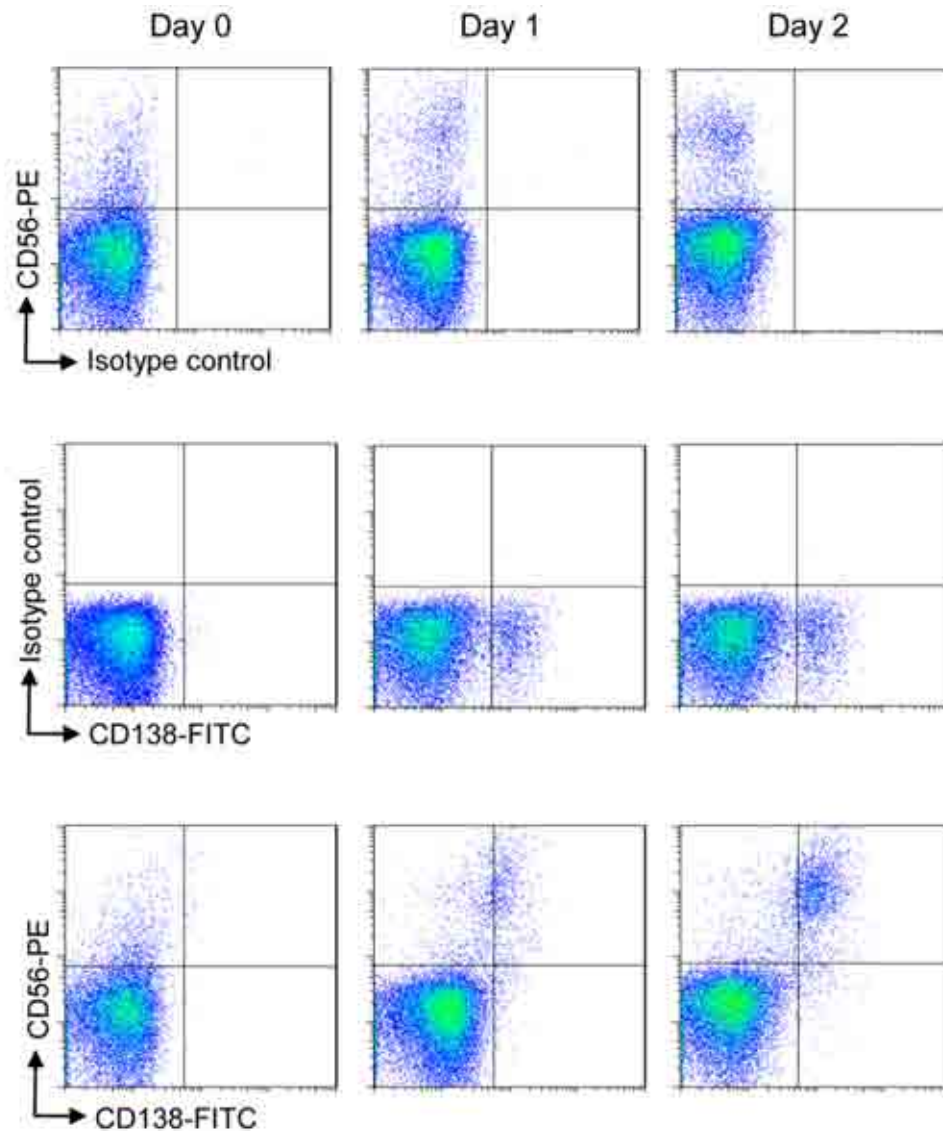 Day 0
Day 1
Day 2
CD56-PE
Isotype control
Isotype control
CD138-FITC
CD56-PE
CD138-FITC